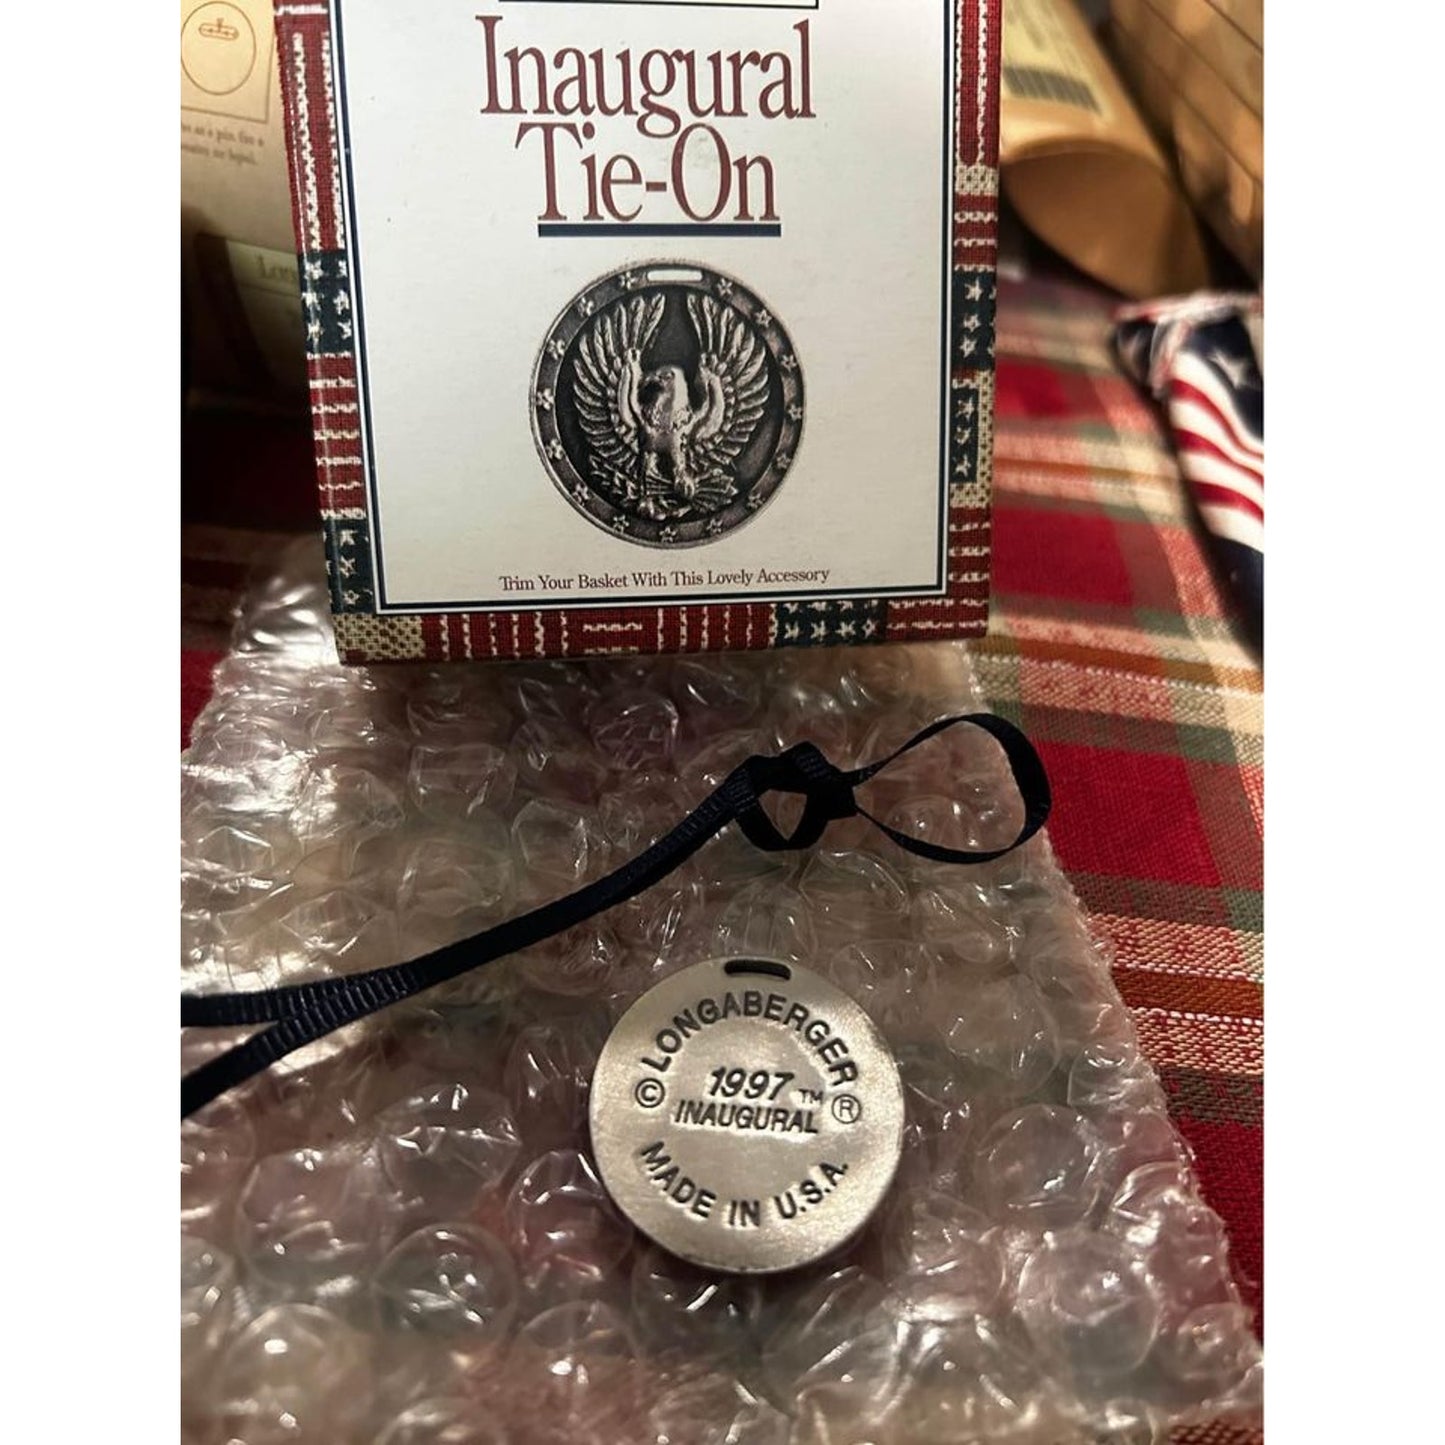 Inaugural
Tie-On
Trim Your Basket With This Lovely Accessory
© LONGABERGER ®
1997 ™
INAUGURAL
MADE IN U.S.A.